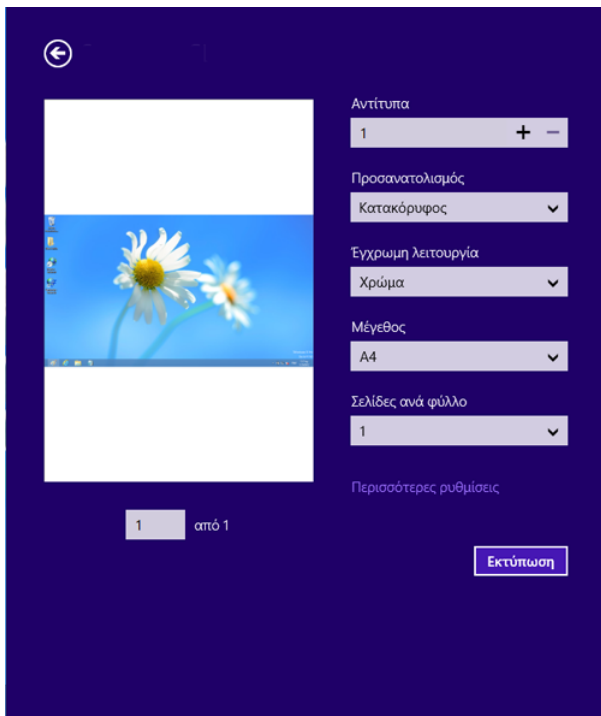 Αντίτυπα
1
Προσανατολισμός
Κατακόρυφος
Έγχρωμη λειτουργία
Χρώμα
Μέγεθος
A4
Σελίδες ανά φύλλο
1
Περισσότερες ρυθμίσεις
1 από 1
Εκτύπωση